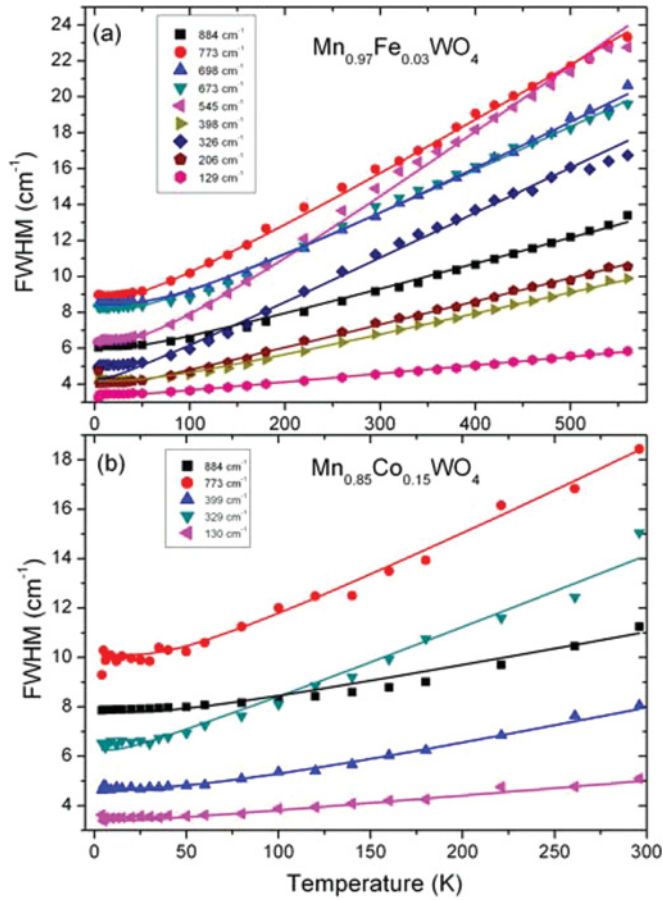 (a)
Mn0.97Fe0.03WO4
884 cm-1
773 cm-1
698 cm-1
673 cm-1
545 cm-1
398 cm-1
326 cm-1
206 cm-1
129 cm-1
FWHM (cm-1)
24
22
20
18
16
14
12
10
8
6
4
0 100 200 300 400 500
(b)
Mn0.85Co0.15WO4
884 cm-1
773 cm-1
399 cm-1
329 cm-1
130 cm-1
FWHM (cm-1)
18
16
14
12
10
8
6
4
0 50 100 150 200 250 300
Temperature (K)